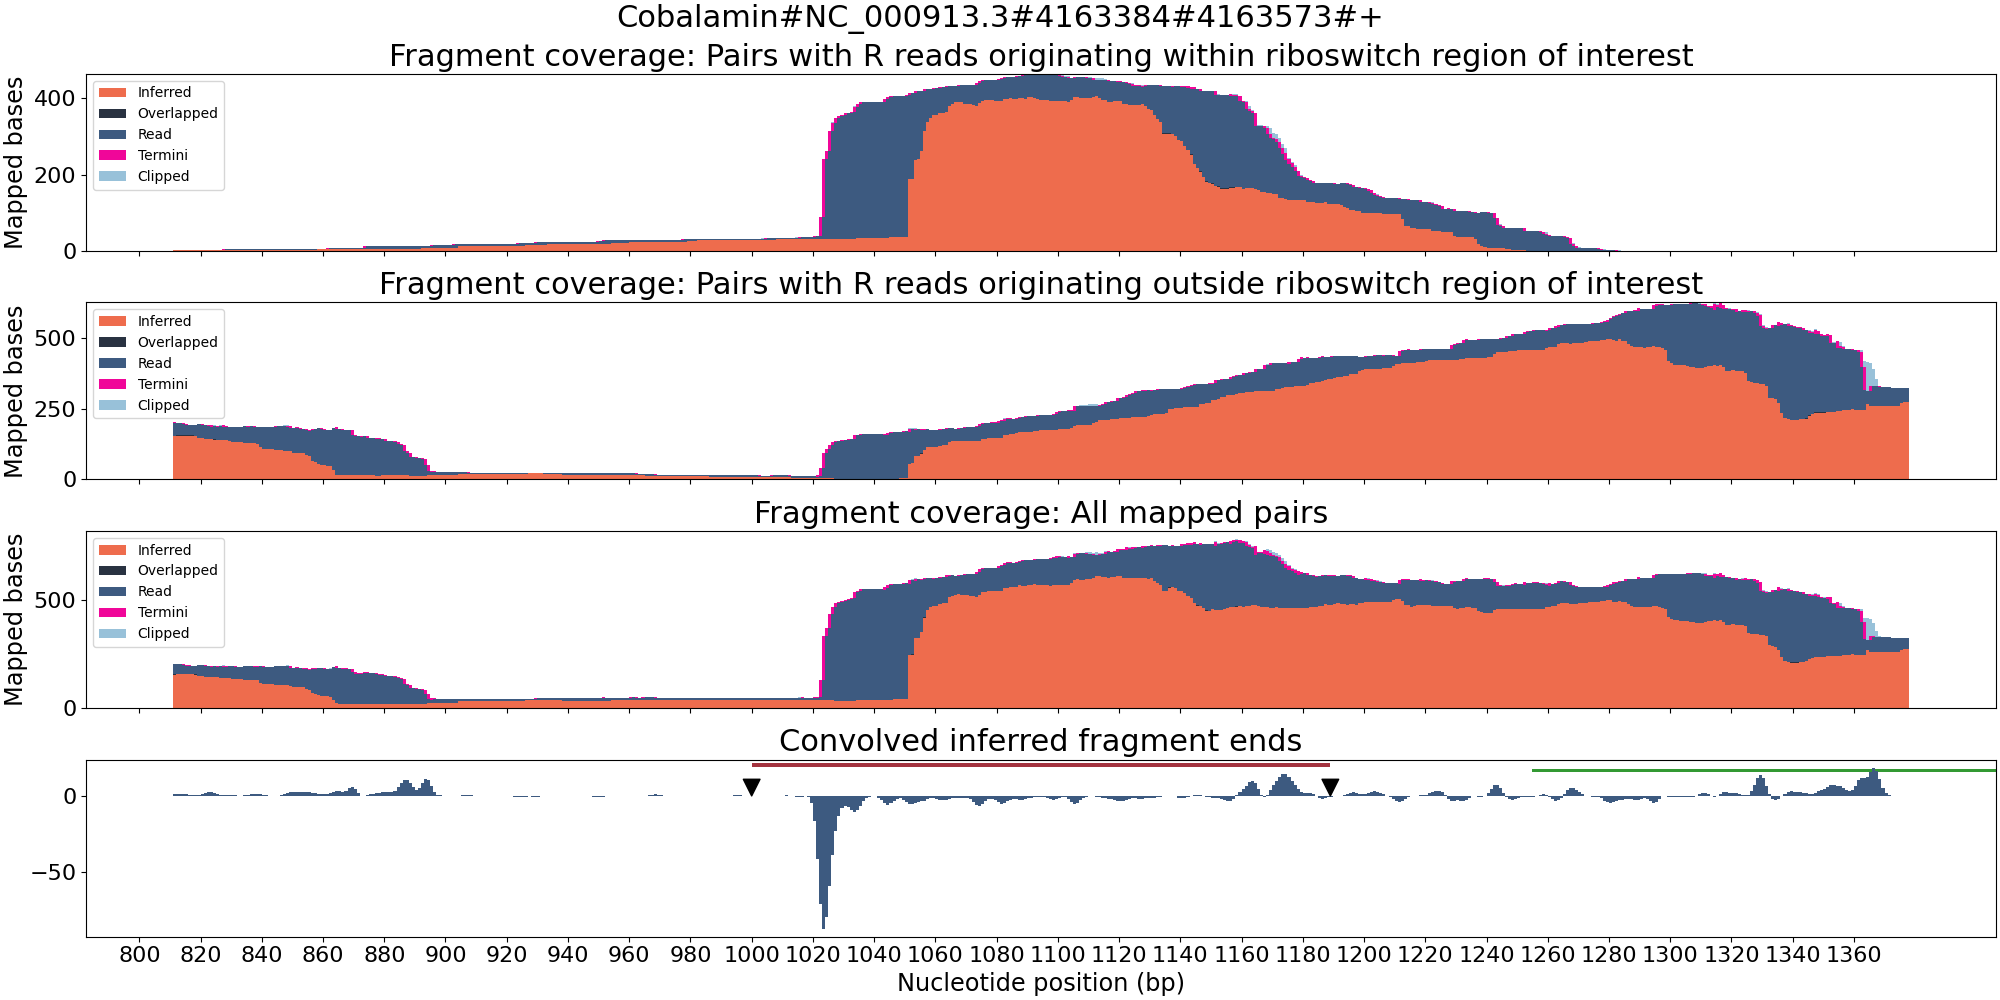 Cobalamin#NC_000913.3#4163384#4163573#+
Fragment coverage: Pairs with R reads originating within riboswitch region of interest
Mapped bases
400
200
0
Inferred
Overlapped
Read
Termini
Clipped
Fragment coverage: Pairs with R reads originating outside riboswitch region of interest
Mapped bases
500
250
0
Inferred
Overlapped
Read
Termini
Clipped
Fragment coverage: All mapped pairs
Mapped bases
500
0
Inferred
Overlapped
Read
Termini
Clipped
Convolved inferred fragment ends
0
−50
800 820 840 860 880 900 920 940 960 980 1000 1020 1040 1060 1080 1100 1120 1140 1160 1180 1200 1220 1240 1260 1280 1300 1320 1340 1360
Nucleotide position (bp)